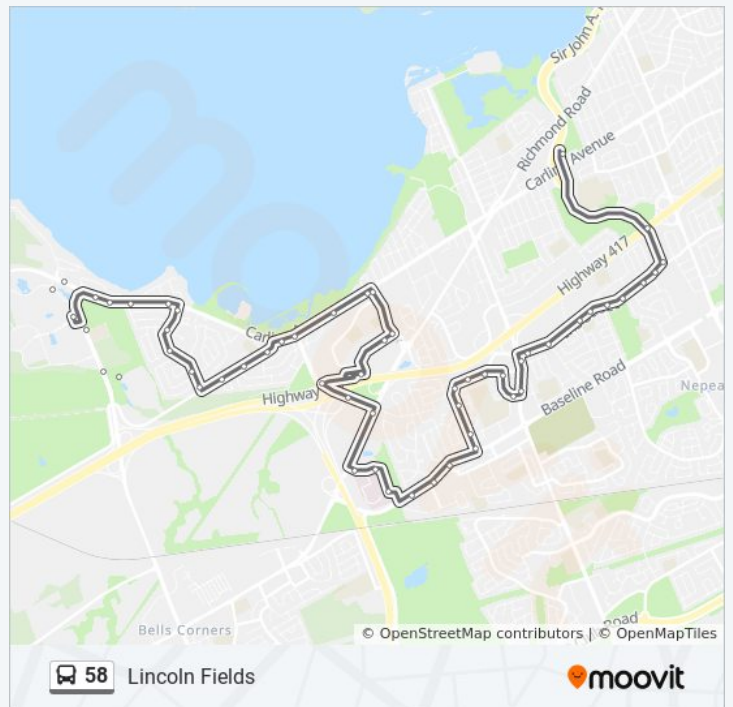 Sir John A.
Richmond Road
Carling Avenue
Highway 417
Carli
Highway
Baseline Road
Nepea
Bells Corners
Road
© OpenStreetMap contributors | © OpenMapTiles
58 Lincoln Fields
moovit